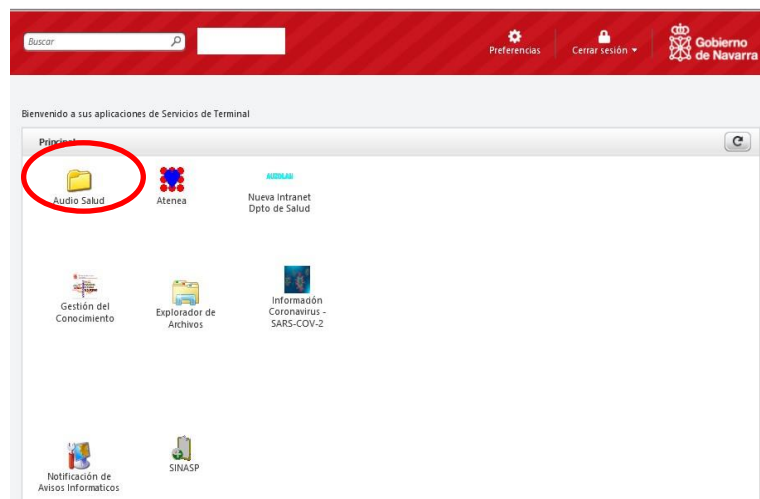 Buscar
Preferencias
Cerrar sesión
Gobierno
de Navarra
Bienvenido a sus aplicaciones de Servicios de Terminal
Principal
Audio Salud
Atenea
AUZOLAN
Nueva Intranet
Dpto de Salud
Gestión del
Conocimiento
Explorador de
Archivos
Información
Coronavirus -
SARS-COV-2
Notificación de
Avisos Informaticos
SINASP